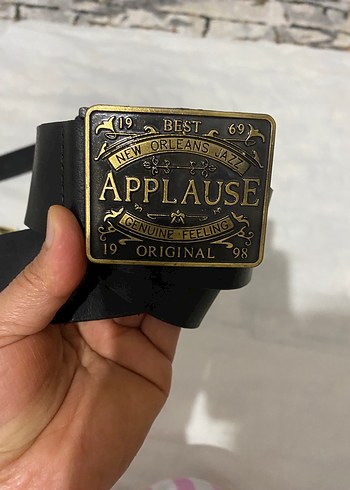 19 BEST 69
NEW ORLEANS JAZZ
APPLAUSE
GENUINE FEELING
19 ORIGINAL 98